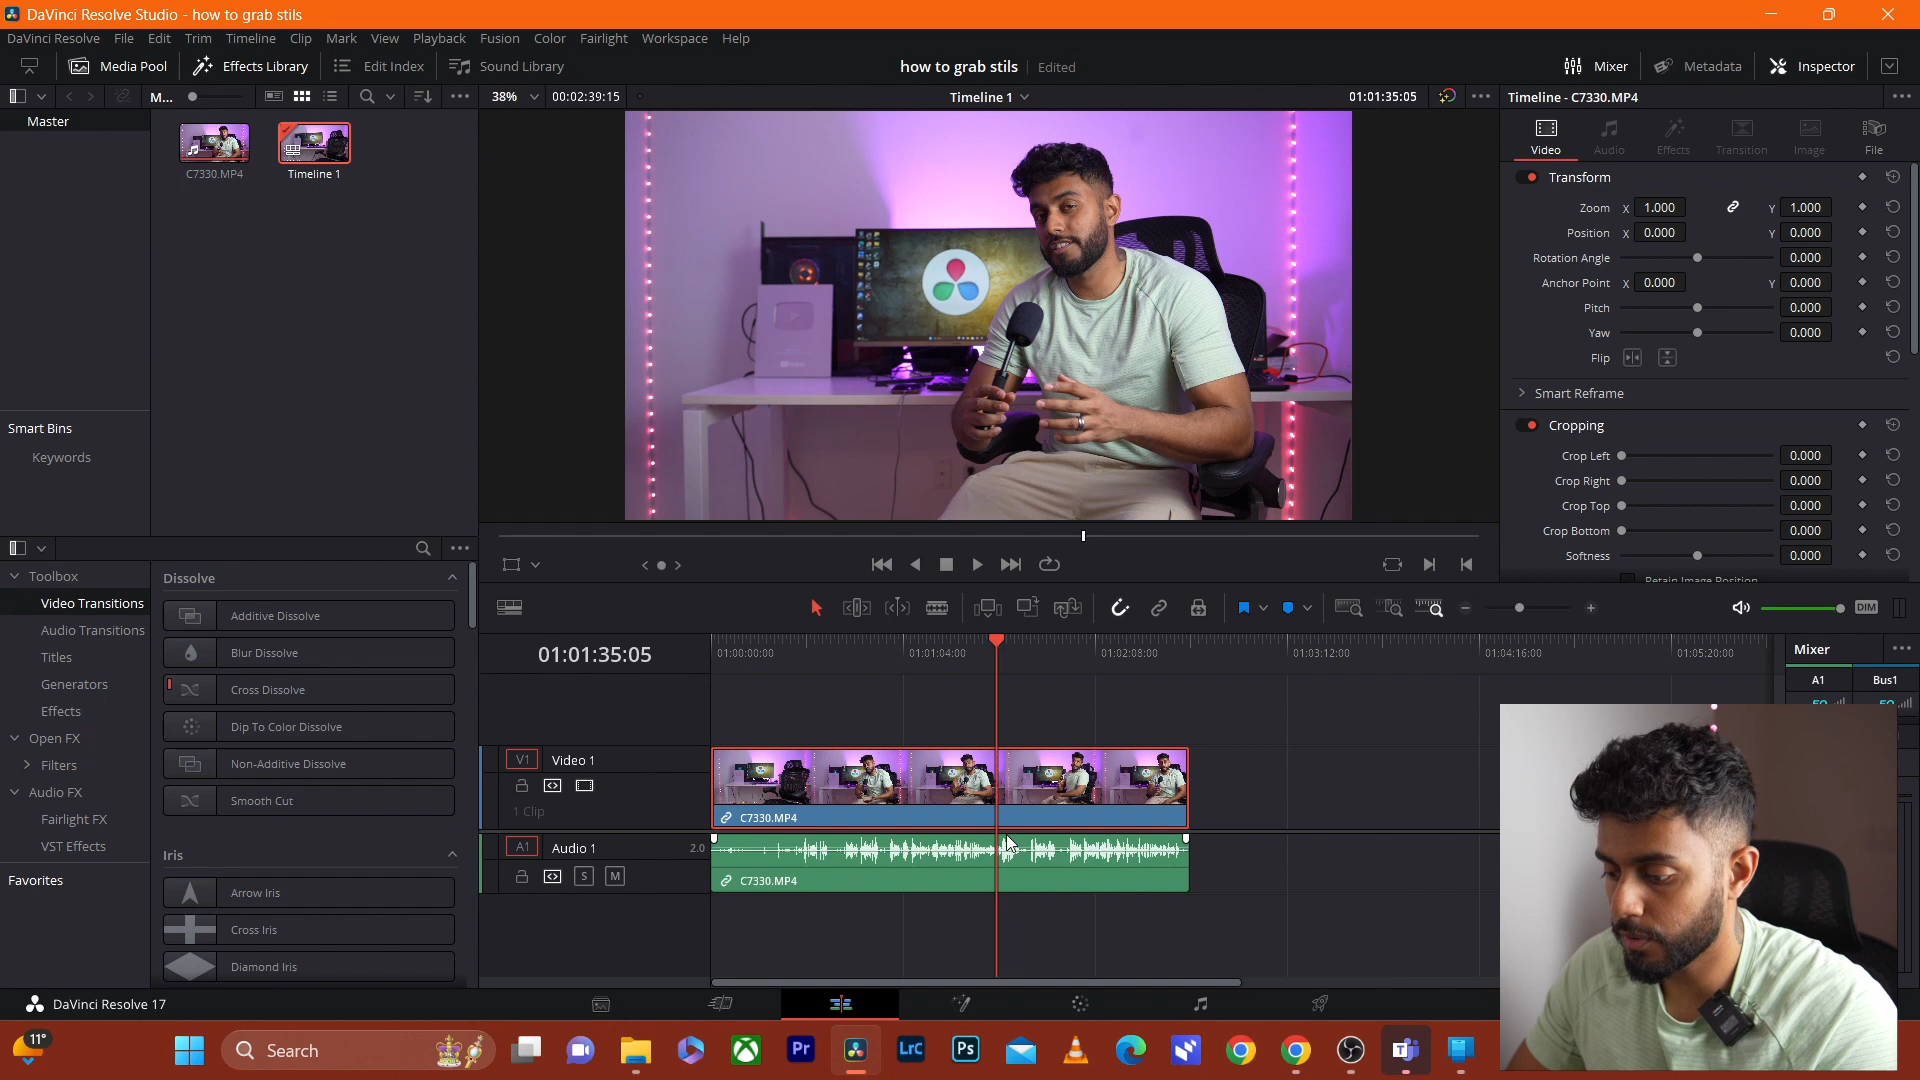 DaVinci Resolve Studio - how to grab stils
DaVinci Resolve File Edit Trim Timeline Clip Mark View Playback Fusion Color Fairlight Workspace Help
Media Pool Effects Library Edit Index Sound Library how to grab stils Edited Mixer Metadata Inspector
M... 38% 00:02:39:15 Timeline 1 01:01:35:05 Timeline - C7330.MP4
Master
C7330.MP4 Timeline 1
Video Audio Effects Transition Image File
Transform
Zoom X 1.000 Y 1.000
Position X 0.000 Y 0.000
Rotation Angle 0.000
Anchor Point X 0.000 Y 0.000
Pitch 0.000
Yaw 0.000
Flip
Smart Reframe
Cropping
Crop Left 0.000
Crop Right 0.000
Crop Top 0.000
Crop Bottom 0.000
Softness 0.000
Retain Image Position
Smart Bins
Keywords
Toolbox
Video Transitions
Audio Transitions
Titles
Generators
Effects
Open FX
Filters
Audio FX
Fairlight FX
VST Effects
Favorites
Dissolve
Additive Dissolve
Blur Dissolve
Cross Dissolve
Dip To Color Dissolve
Non-Additive Dissolve
Smooth Cut
Iris
Arrow Iris
Cross Iris
Diamond Iris
DIM
01:01:35:05
01:00:00:00 01:01:04:00 01:02:08:00 01:03:12:00 01:04:16:00 01:05:20:00
Mixer
A1 Bus1
EQ EQ
V1 Video 1
1 Clip
C7330.MP4
A1 Audio 1 2.0
S M
C7330.MP4
DaVinci Resolve 17
11°
Search
Pr LrC Ps